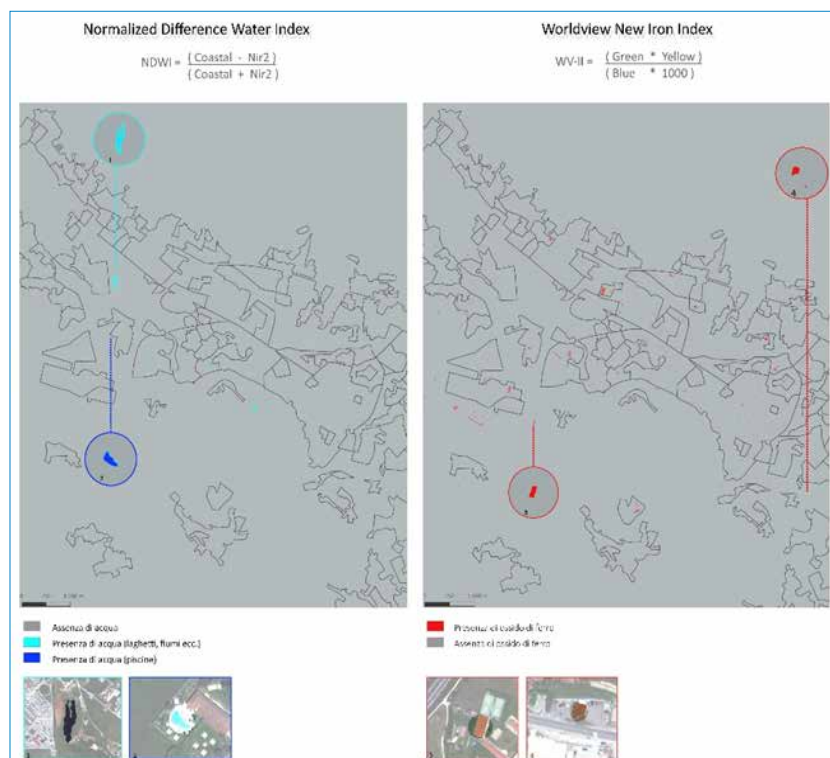 Normalized Difference Water Index
NDWI = ( Coastal - Nir2 )
( Coastal + Nir2 )
Worldview New Iron Index
WV-II = ( Green * Yellow )
( Blue * 1000 )
1
4
Assenza di acqua
Presenza di acqua (laghetti, fiumi ecc.)
Presenza di acqua (piscine)
Presenza di ossido di ferro
Assenza di ossido di ferro